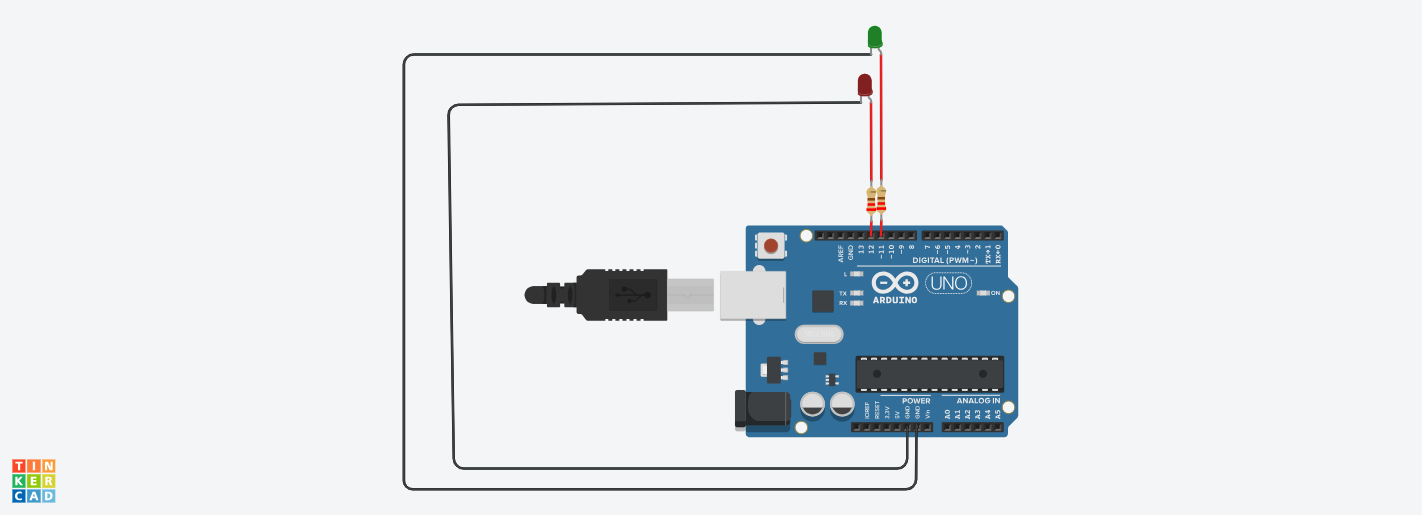 AREF
GND
13
12
~11
~10
~9
8
7
~6
~5
4
~3
2
TX→1
RX←0
DIGITAL (PWM~)
L
TX
RX
ARDUINO
UNO
ON
POWER
ANALOG IN
IOREF
RESET
3.3V
5V
GND
GND
Vin
A0
A1
A2
A3
A4
A5
TIN
KER
CAD